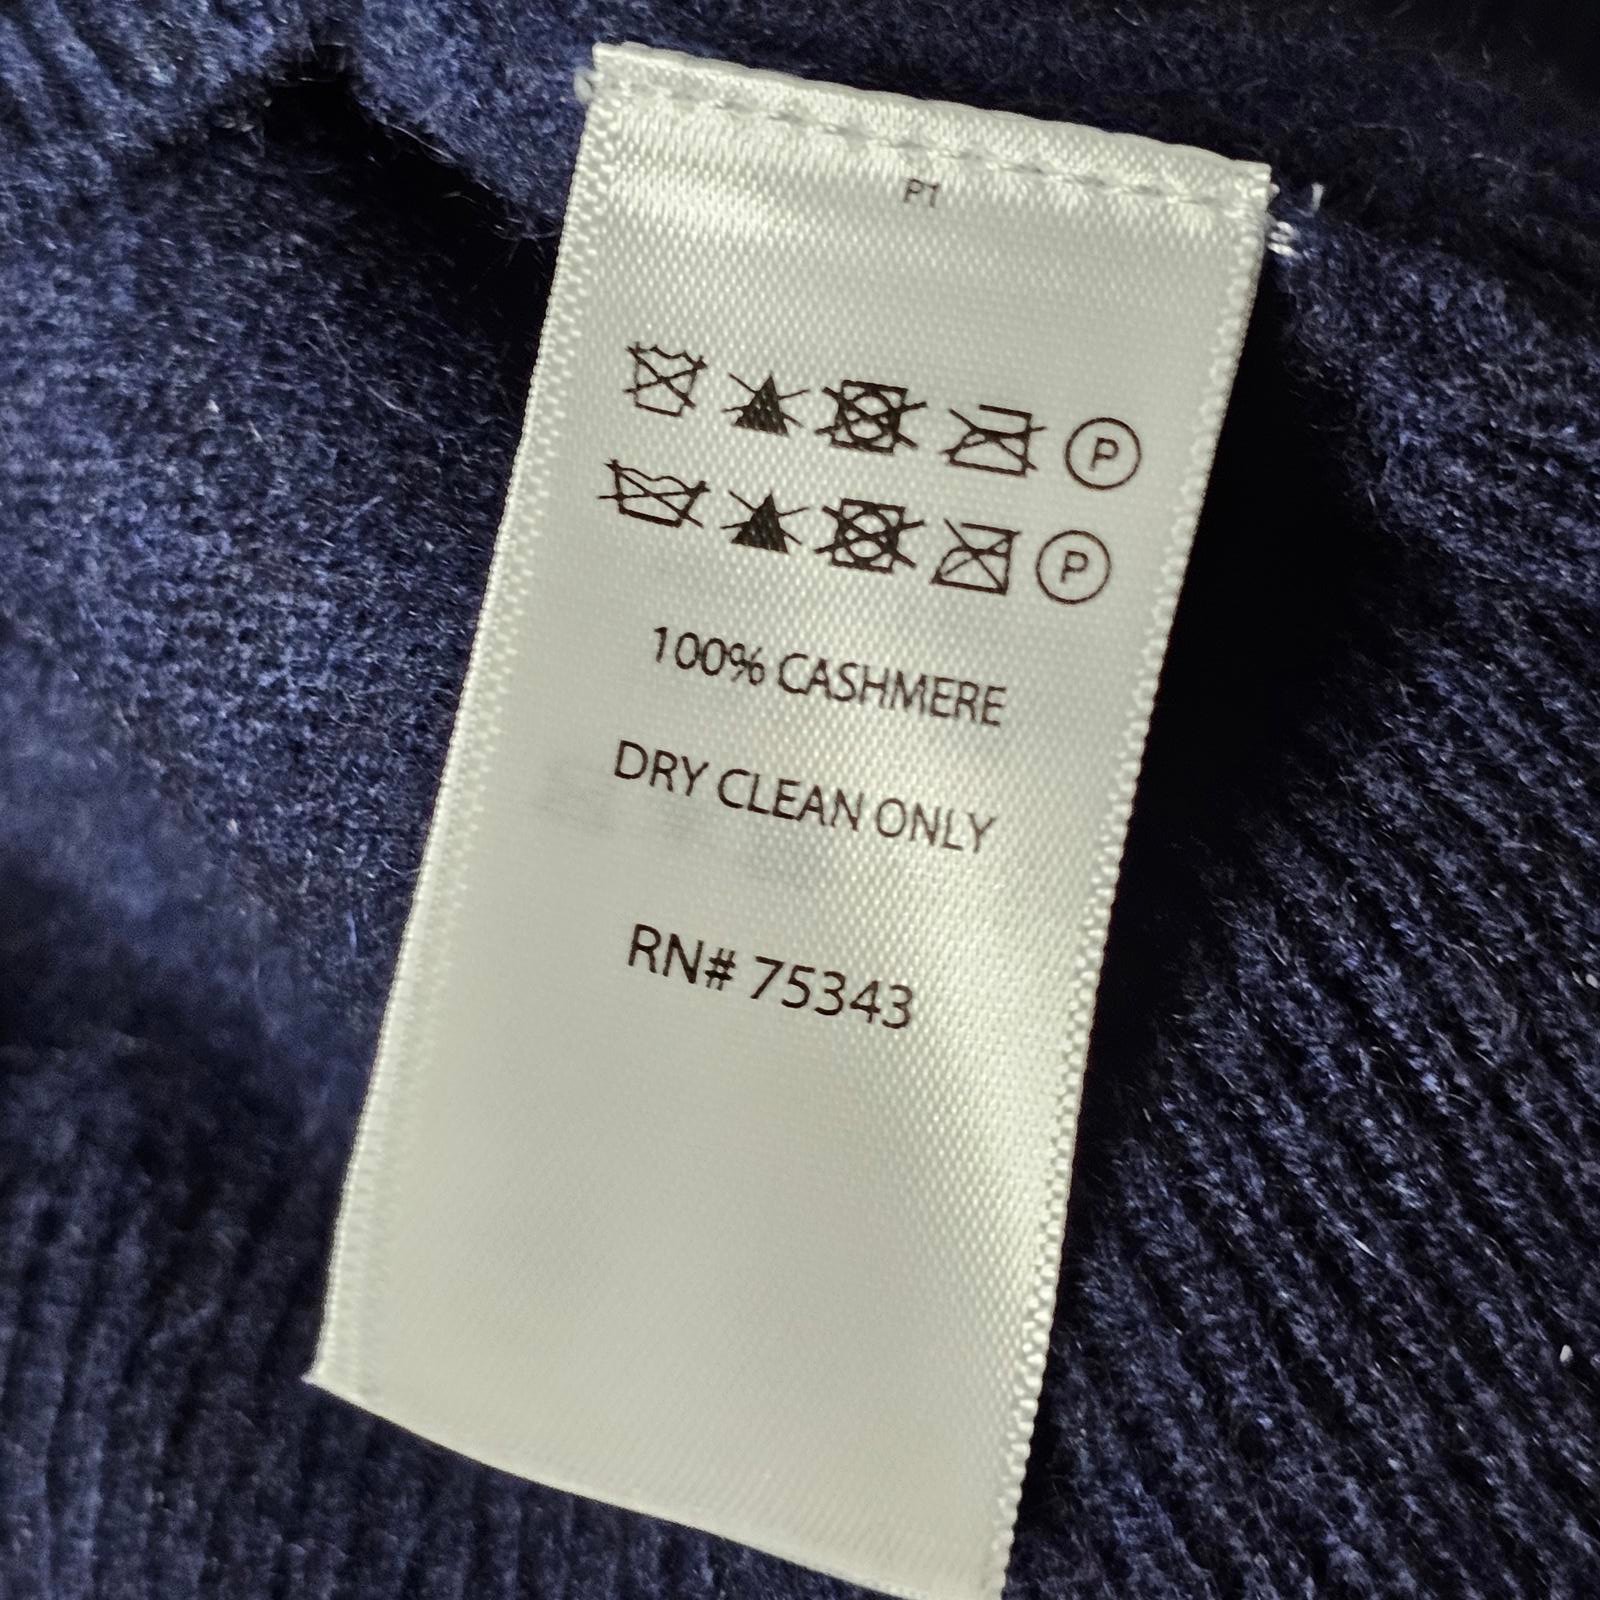 P1
P
P
100% CASHMERE
DRY CLEAN ONLY
RN# 75343